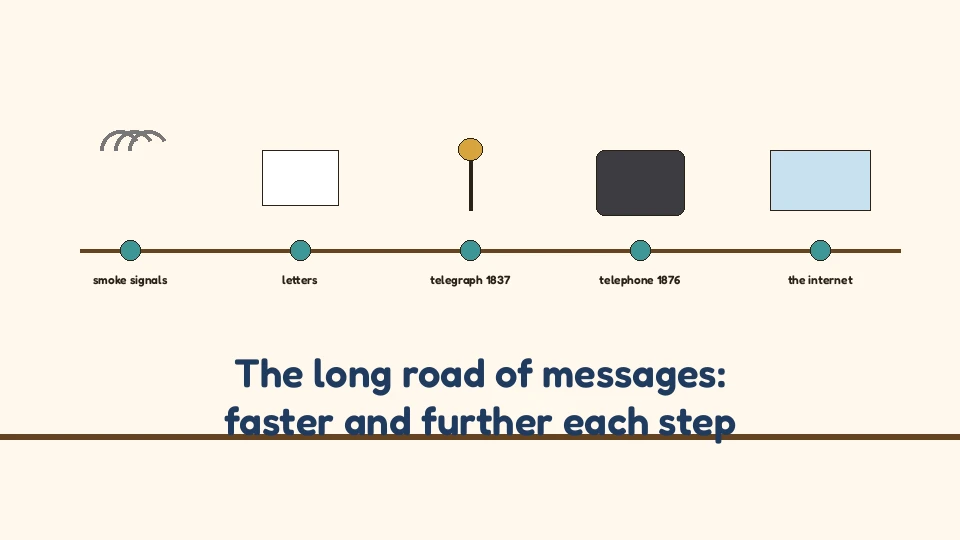 smoke signals
letters
telegraph 1837
telephone 1876
the internet
The long road of messages:
faster and further each step